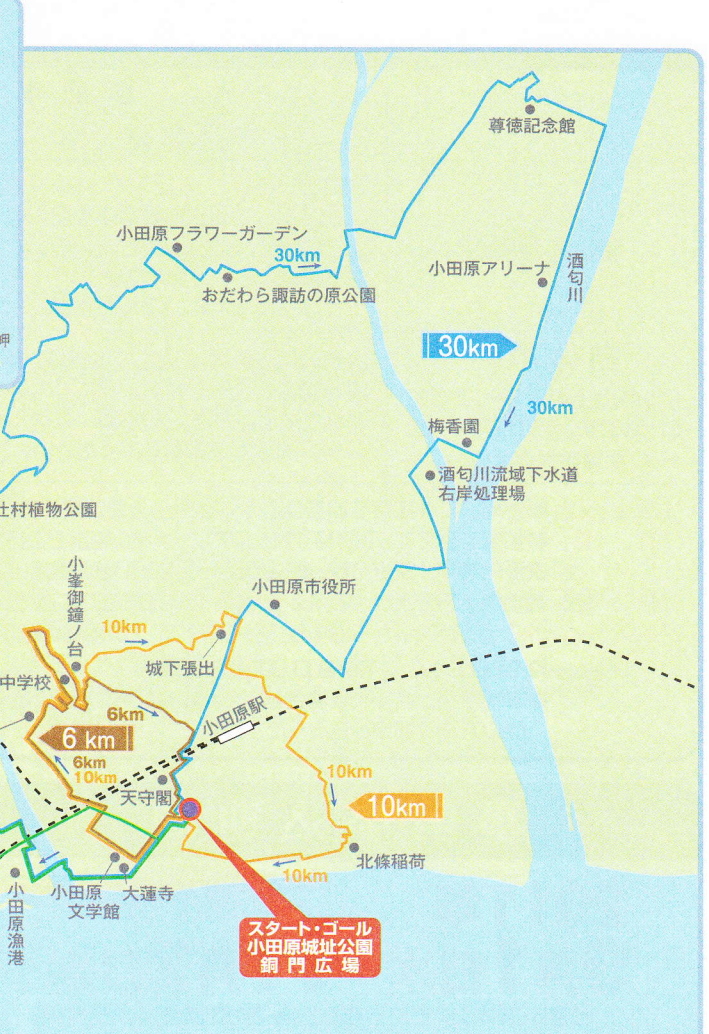 尊徳記念館
小田原フラワーガーデン
30km
おだわら諏訪の原公園
小田原アリーナ
酒匂川
岬
30km
30km
梅香園
酒匂川流域下水道
右岸処理場
辻村植物公園
小峯御鐘ノ台
小田原市役所
10km
城下張出
中学校
6km
小田原駅
6 km
6km
10km
天守閣
10km
10km
北條稲荷
10km
小田原
文学館
大蓮寺
小田原漁港
スタート・ゴール
小田原城址公園
銅門広場